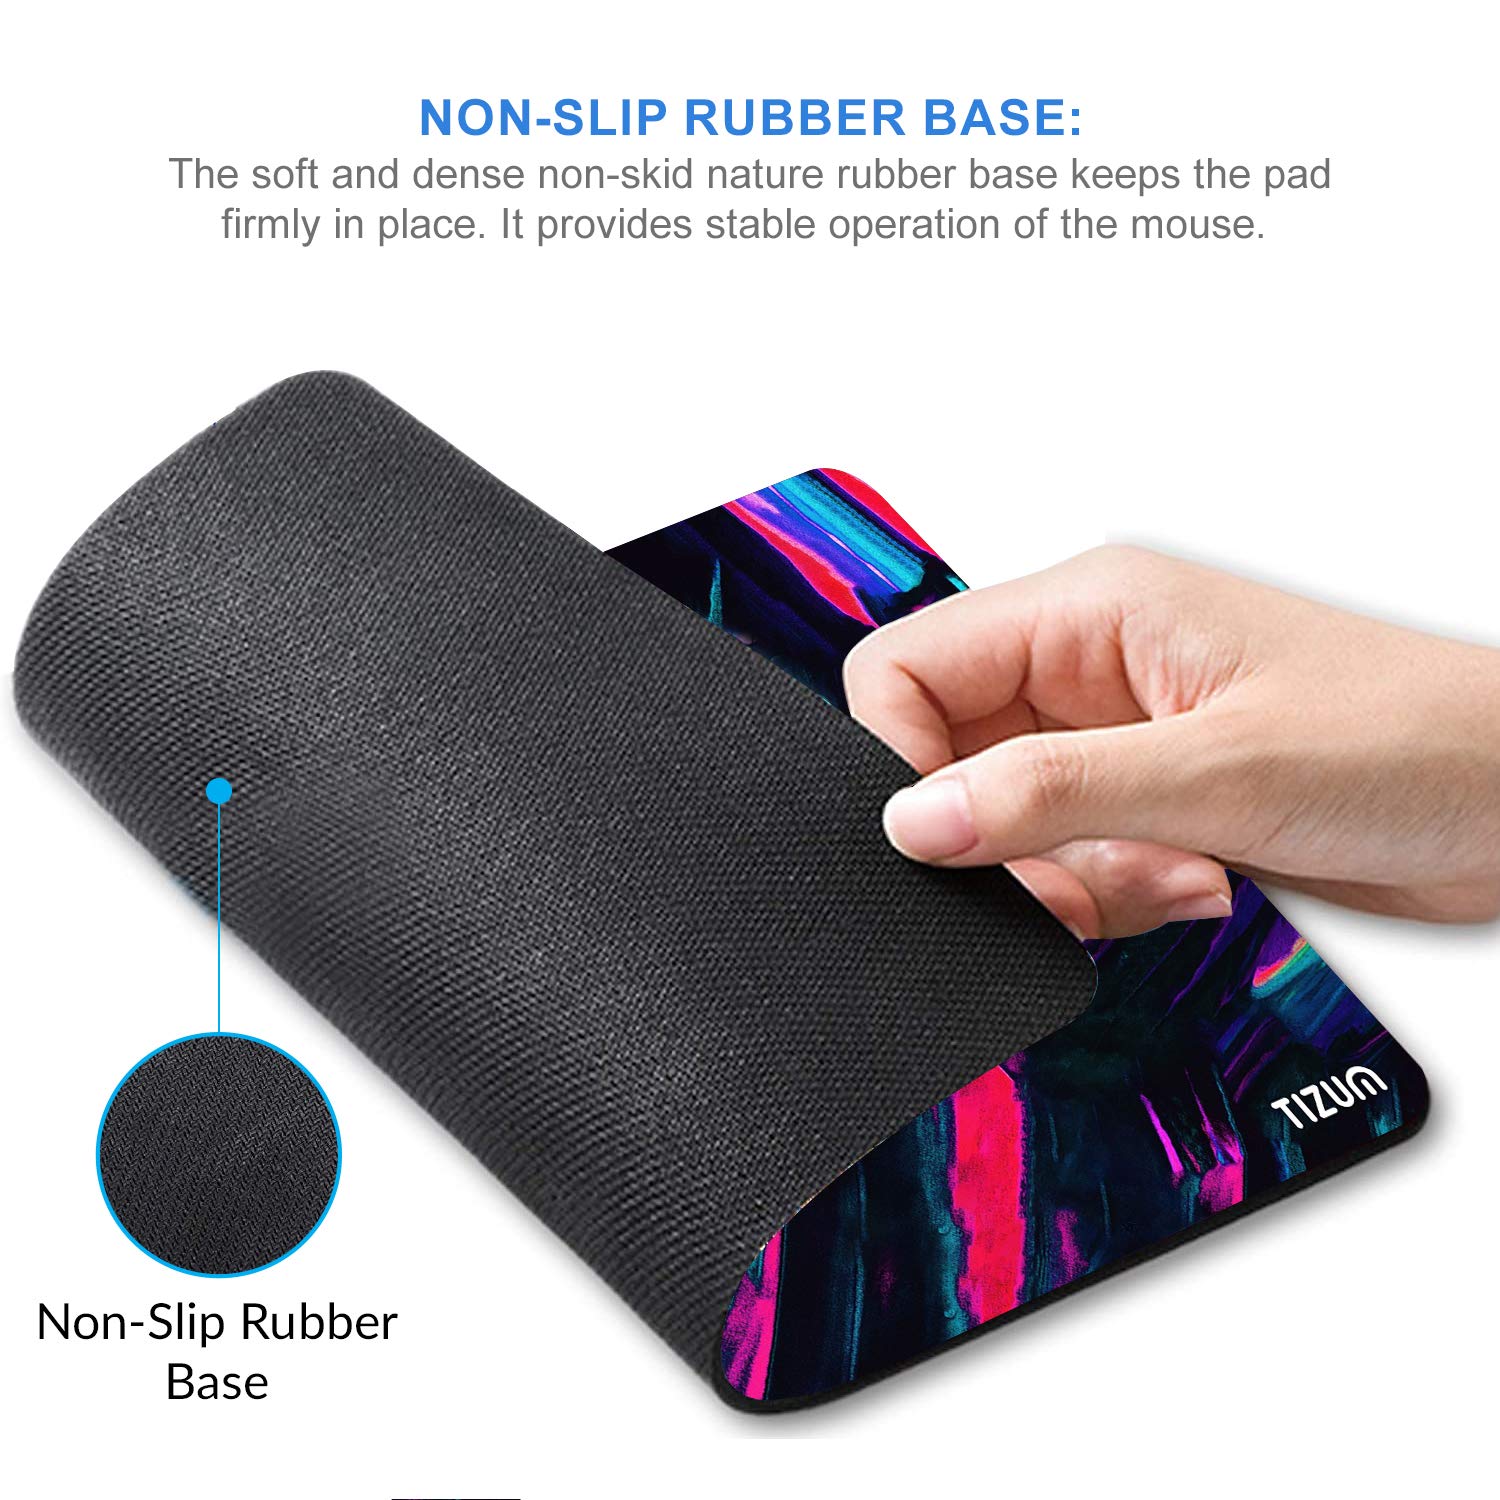 NON-SLIP RUBBER BASE:
The soft and dense non-skid nature rubber base keeps the pad
firmly in place. It provides stable operation of the mouse.
TIZUM
Non-Slip Rubber
Base